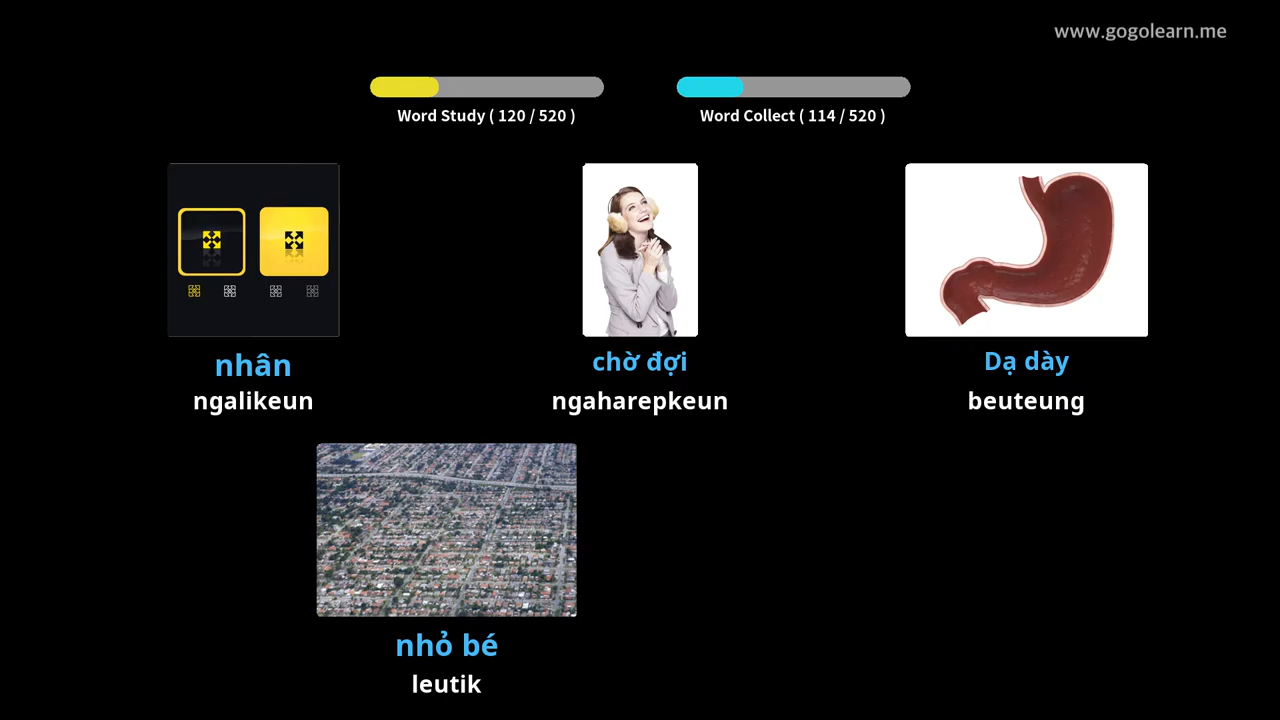 www.gogolearn.me
Word Study ( 120 / 520 )
Word Collect ( 114 / 520 )
nhân
ngalikeun
chờ đợi
ngaharepkeun
Dạ dày
beuteung
nhỏ bé
leutik